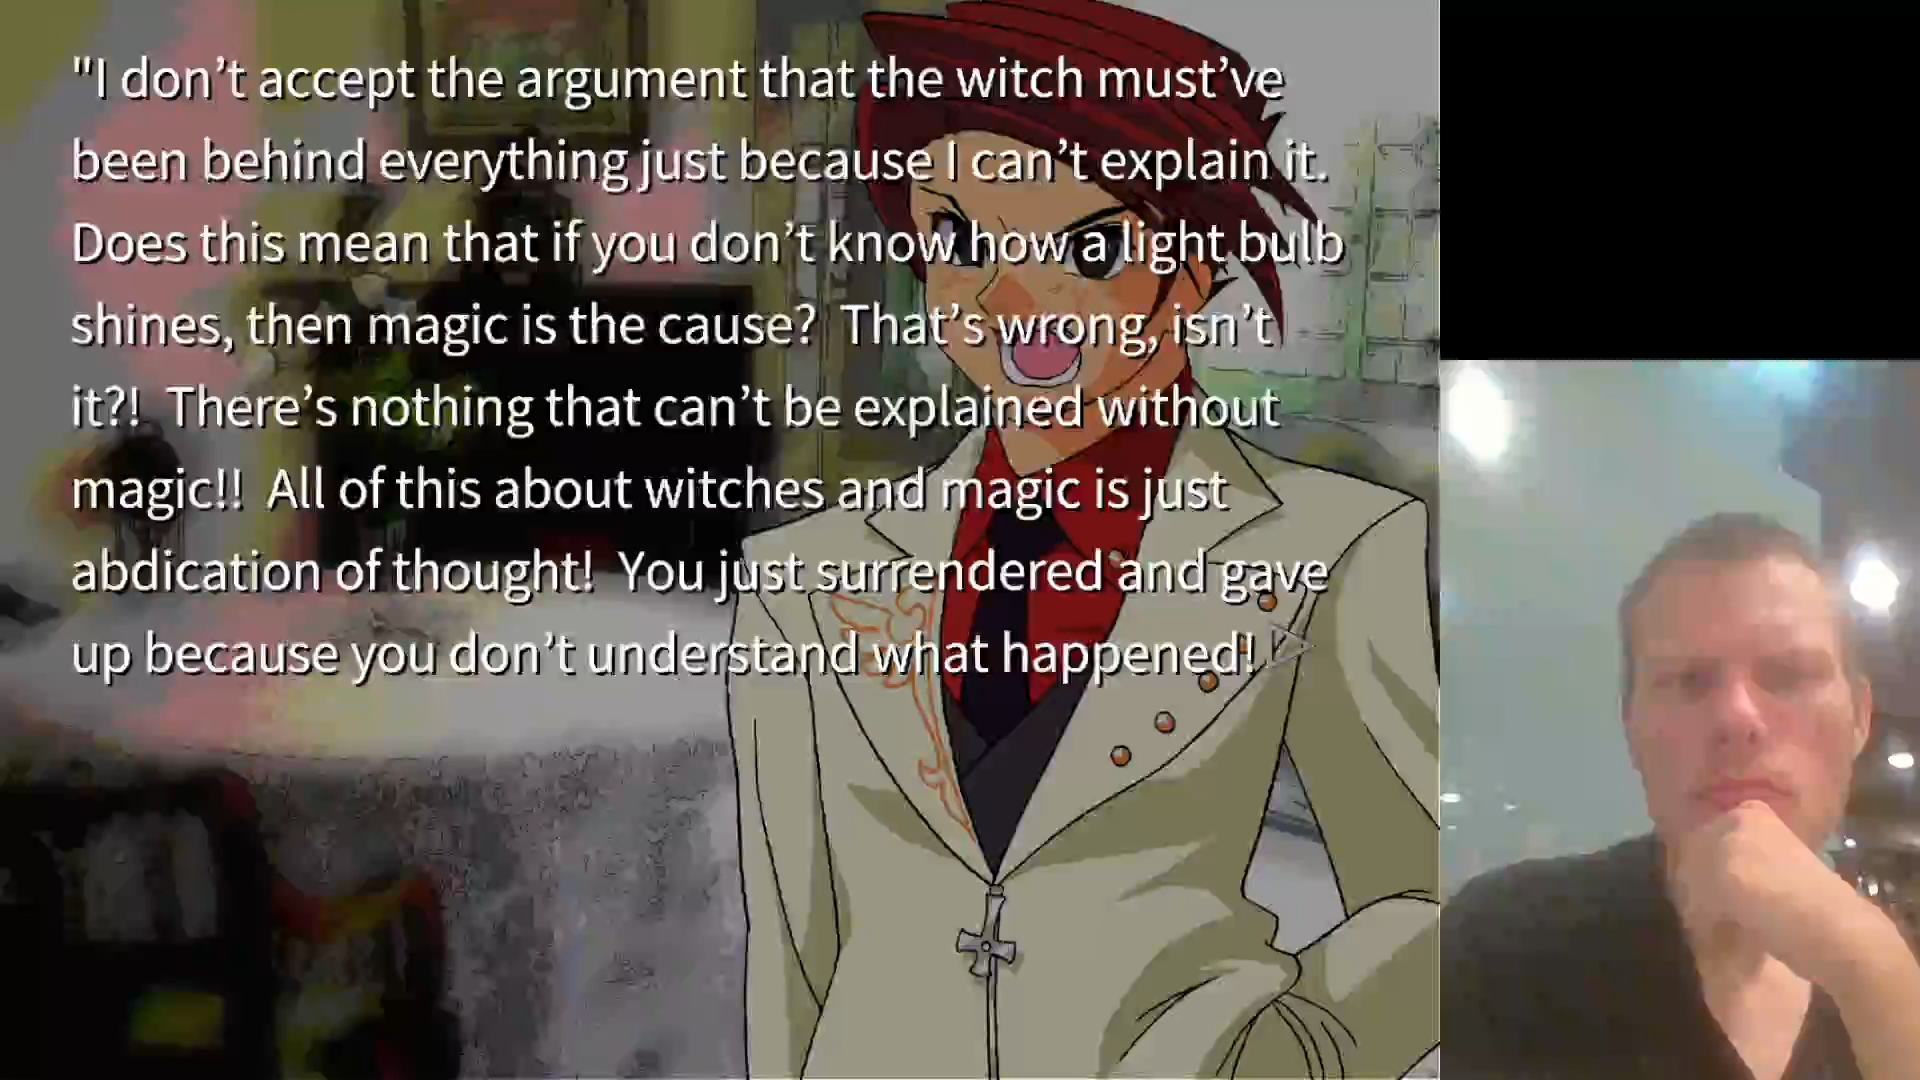 "I don’t accept the argument that the witch must’ve
been behind everything just because I can’t explain it.
Does this mean that if you don’t know how a light bulb
shines, then magic is the cause?  That’s wrong, isn’t
it?!  There’s nothing that can’t be explained without
magic!!  All of this about witches and magic is just
abdication of thought!  You just surrendered and gave
up because you don’t understand what happened!